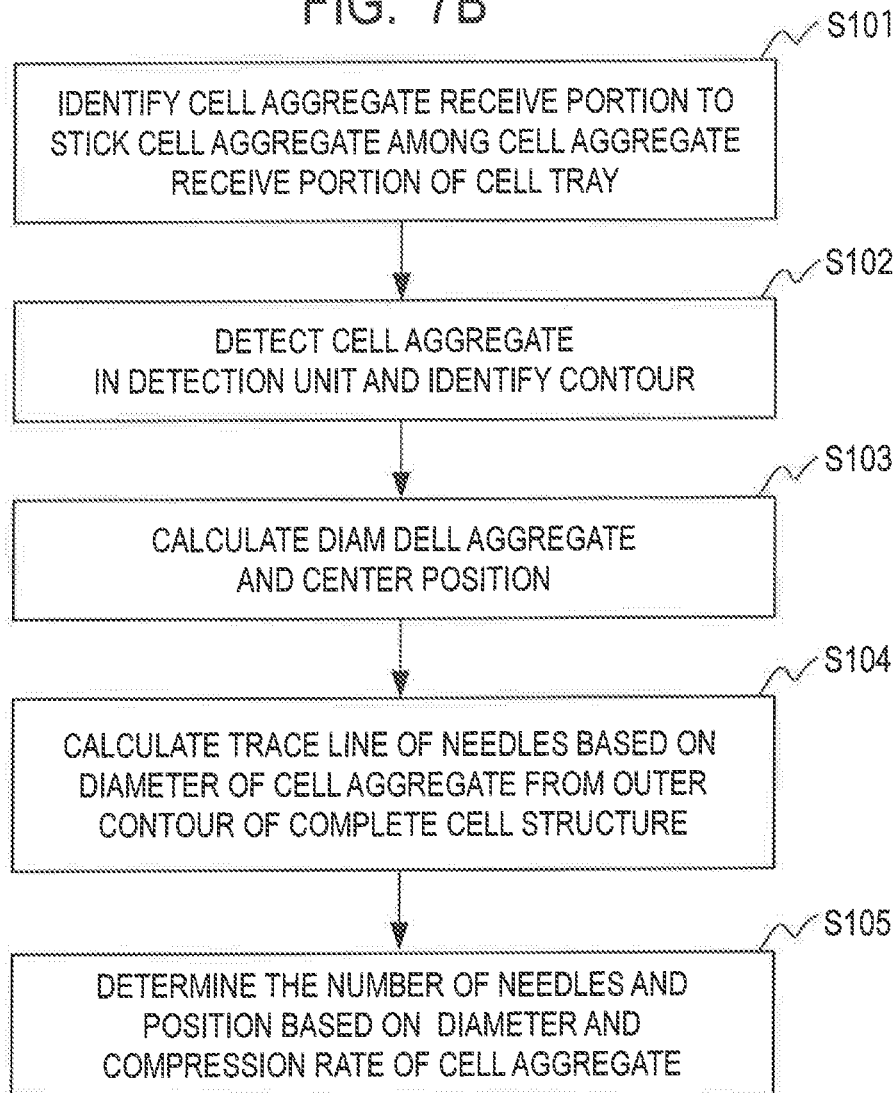 FIG. 7B
S101
IDENTIFY CELL AGGREGATE RECEIVE PORTION TO
STICK CELL AGGREGATE AMONG CELL AGGREGATE
RECEIVE PORTION OF CELL TRAY
S102
DETECT CELL AGGREGATE
IN DETECTION UNIT AND IDENTIFY CONTOUR
S103
CALCULATE DIAM DELL AGGREGATE
AND CENTER POSITION
S104
CALCULATE TRACE LINE OF NEEDLES BASED ON
DIAMETER OF CELL AGGREGATE FROM OUTER
CONTOUR OF COMPLETE CELL STRUCTURE
S105
DETERMINE THE NUMBER OF NEEDLES AND
POSITION BASED ON DIAMETER AND
COMPRESSION RATE OF CELL AGGREGATE